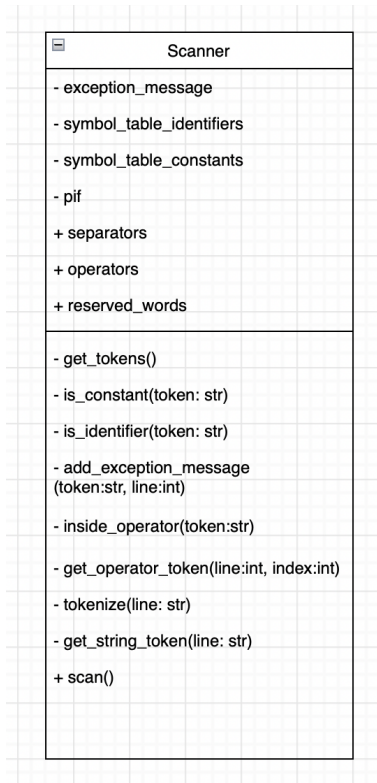 Scanner
- exception_message
- symbol_table_identifiers
- symbol_table_constants
- pif
+ separators
+ operators
+ reserved_words
- get_tokens()
- is_constant(token: str)
- is_identifier(token: str)
- add_exception_message
(token:str, line:int)
- inside_operator(token:str)
- get_operator_token(line:int, index:int)
- tokenize(line: str)
- get_string_token(line: str)
+ scan()